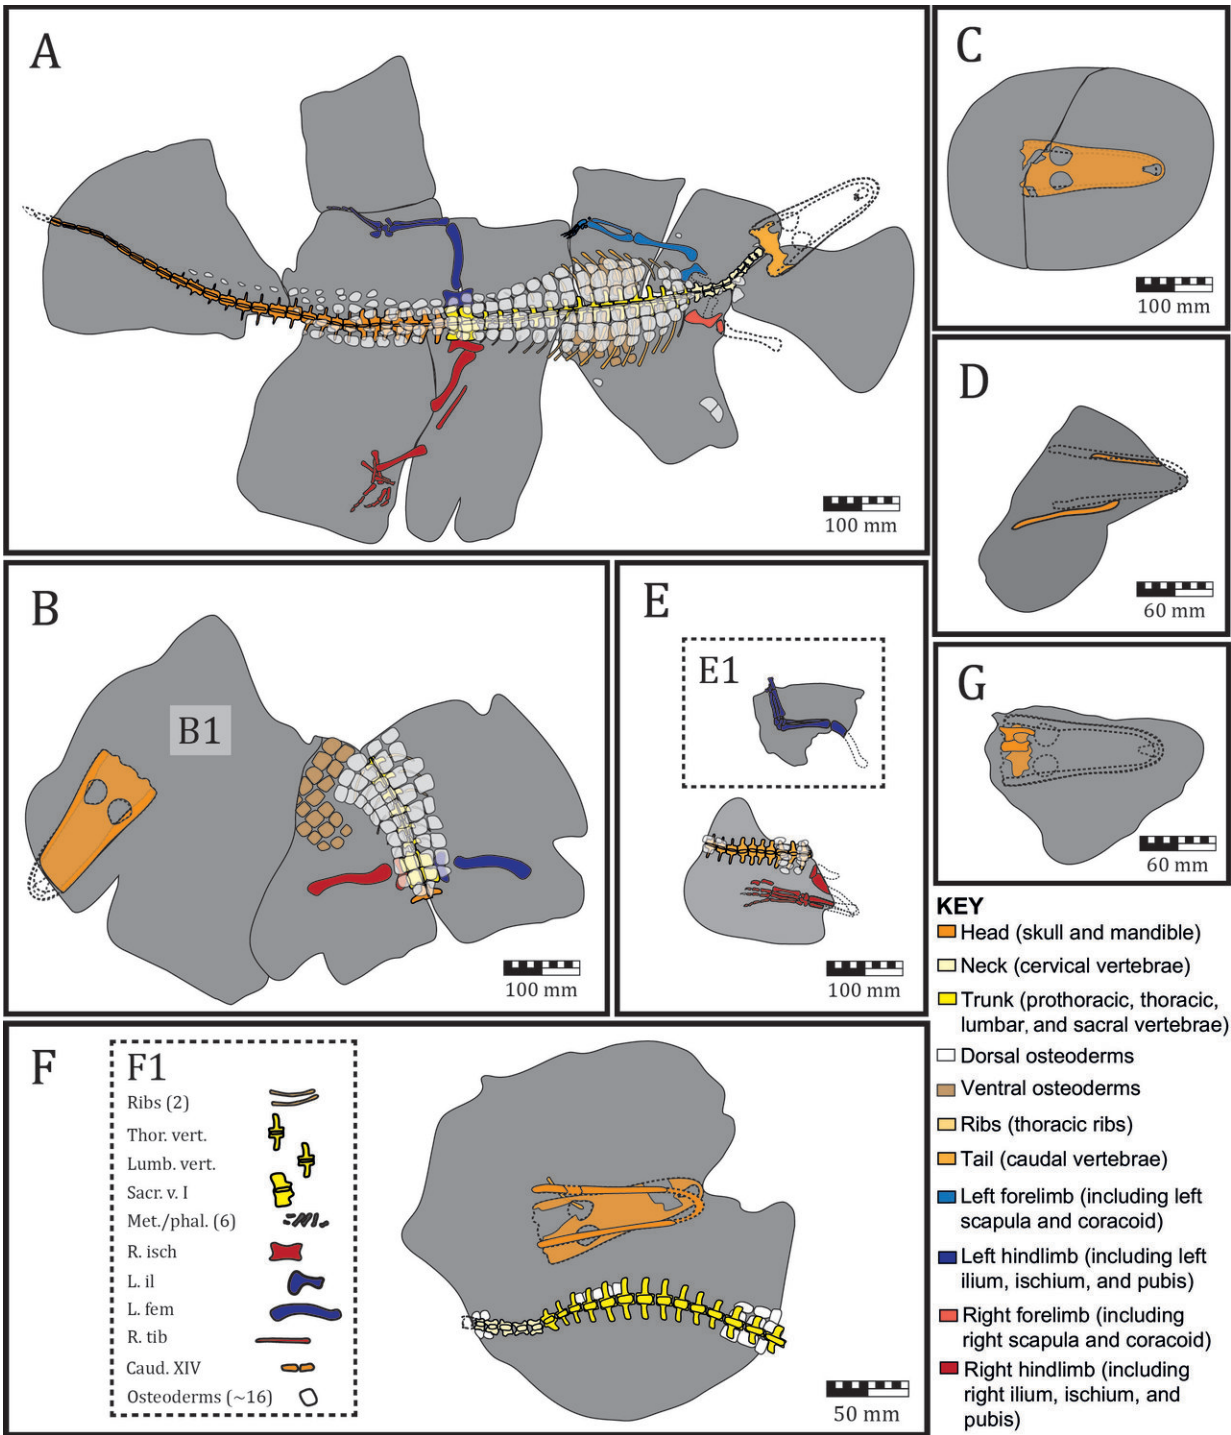 A
100 mm
B
B1
100 mm
C
100 mm
D
60 mm
E
E1
100 mm
G
60 mm
F
F1
Ribs (2)
Thor. vert.
Lumb. vert.
Sacr. v. I
Met./phal. (6)
R. isch
L. il
L. fem
R. tib
Caud. XIV
Osteoderms (~16)
50 mm
KEY
Head (skull and mandible)
Neck (cervical vertebrae)
Trunk (prothoracic, thoracic,
lumbar, and sacral vertebrae)
Dorsal osteoderms
Ventral osteoderms
Ribs (thoracic ribs)
Tail (caudal vertebrae)
Left forelimb (including left
scapula and coracoid)
Left hindlimb (including left
ilium, ischium, and pubis)
Right forelimb (including
right scapula and coracoid)
Right hindlimb (including
right ilium, ischium, and
pubis)